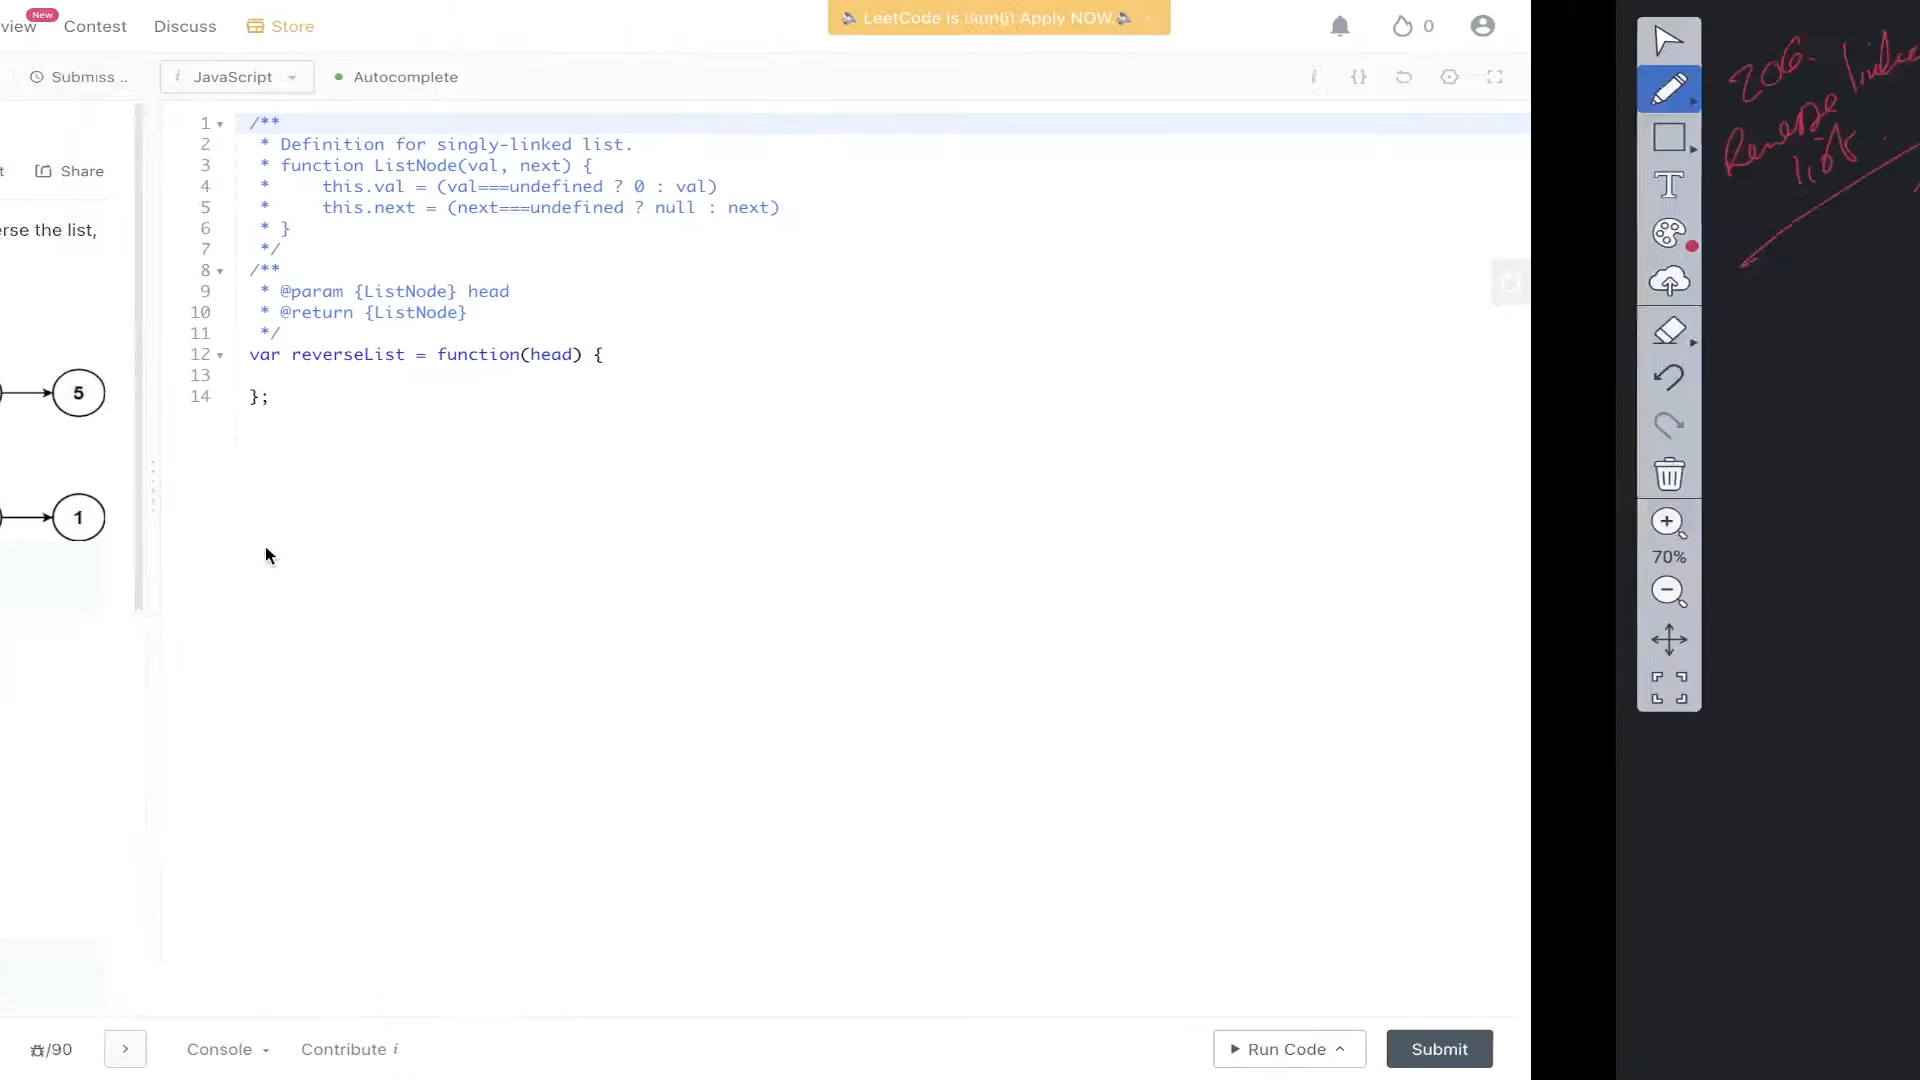 view
New
Contest
Discuss
Store
LeetCode is
Apply NOW.
0
Submiss ..
i
JavaScript
Autocomplete
i
{}
t
Share
erse the list,
5
1
1 /**
2  * Definition for singly-linked list.
3  * function ListNode(val, next) {
4  *     this.val = (val===undefined ? 0 : val)
5  *     this.next = (next===undefined ? null : next)
6  * }
7  */
8 /**
9  * @param {ListNode} head
10  * @return {ListNode}
11  */
12 var reverseList = function(head) {
13
14 };
/90
>
Console
Contribute i
Run Code
Submit
T
70%
206.
Reverse
list